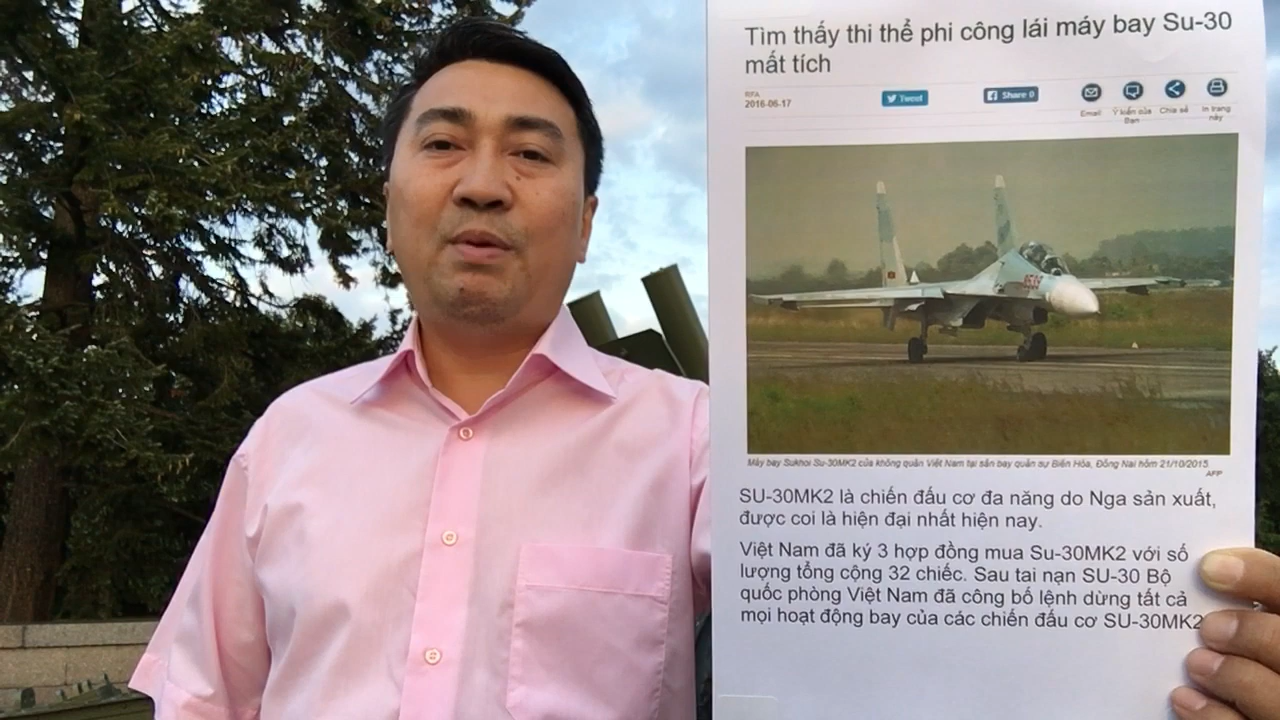 Tìm thấy thi thể phi công lái máy bay Su-30
mất tích
RFA
2016-06-17
Tweet
Share 0
Email
Ý kiến của
Bạn
Chia sẻ
In trang
này
Máy bay Sukhoi Su-30MK2 của không quân Việt Nam tại sân bay quân sự Biên Hòa, Đồng Nai hôm 21/10/2015.
AFP
SU-30MK2 là chiến đấu cơ đa năng do Nga sản xuất,
được coi là hiện đại nhất hiện nay.
Việt Nam đã ký 3 hợp đồng mua Su-30MK2 với số
lượng tổng cộng 32 chiếc. Sau tai nạn SU-30 Bộ
quốc phòng Việt Nam đã công bố lệnh dừng tất cả
mọi hoạt động bay của các chiến đấu cơ SU-30MK2